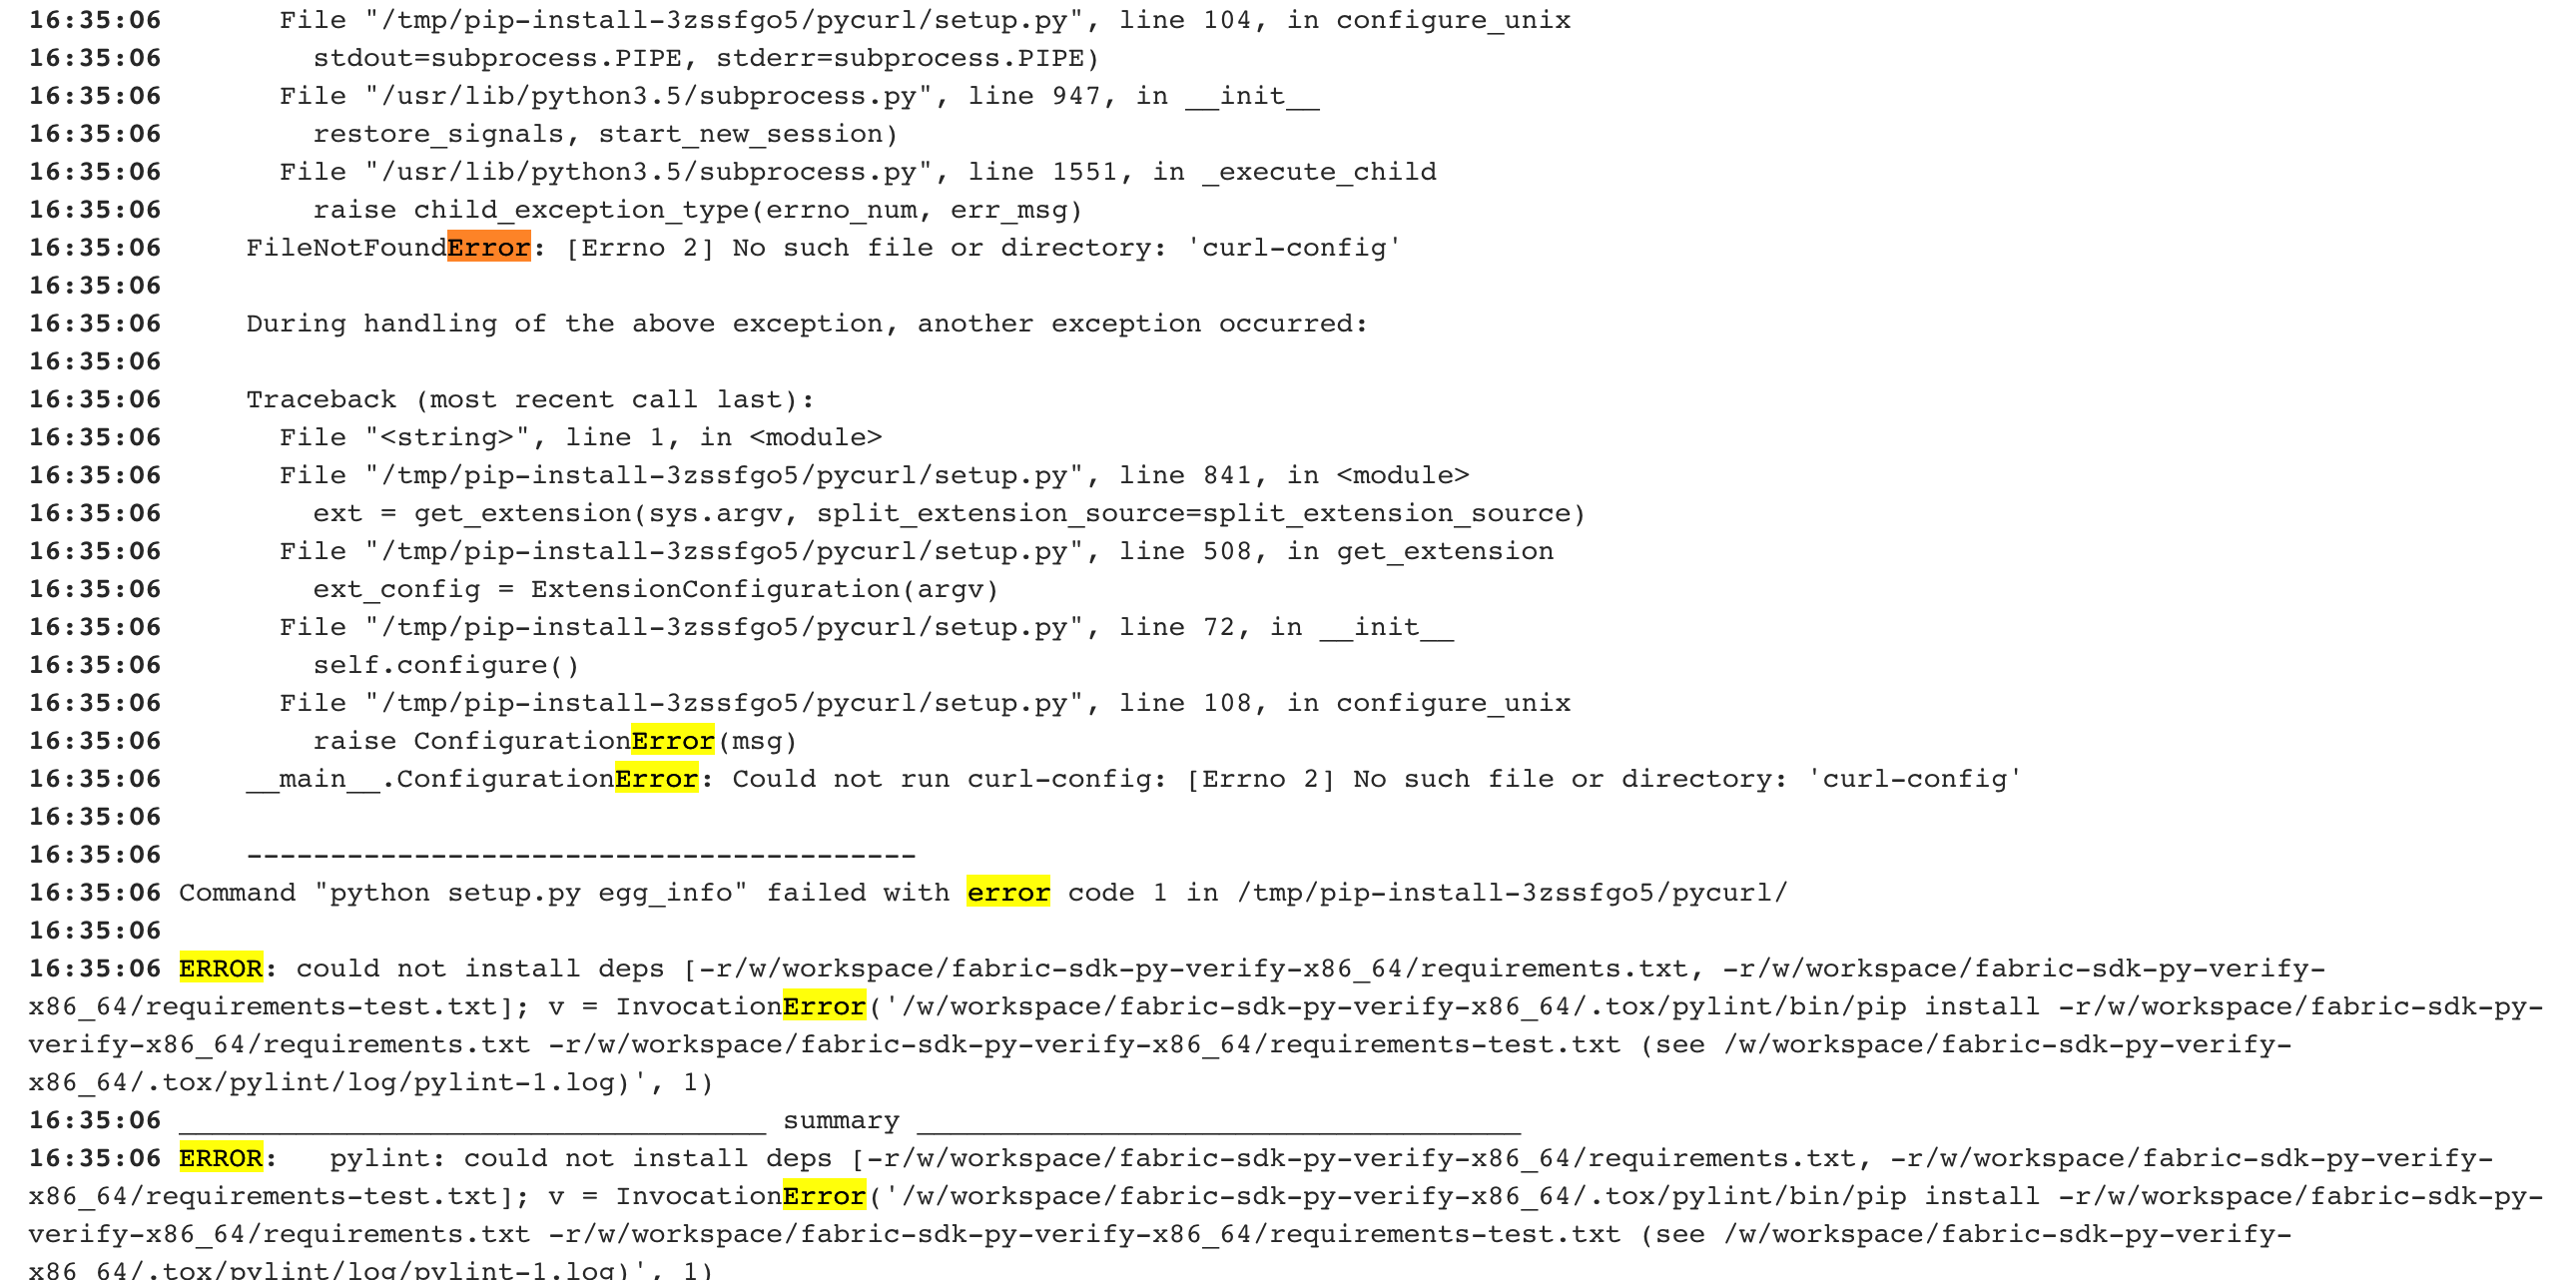 16:35:06 File "/tmp/pip-install-3zssfgo5/pycurl/setup.py", line 104, in configure_unix
16:35:06 stdout=subprocess.PIPE, stderr=subprocess.PIPE)
16:35:06 File "/usr/lib/python3.5/subprocess.py", line 947, in __init__
16:35:06 restore_signals, start_new_session)
16:35:06 File "/usr/lib/python3.5/subprocess.py", line 1551, in _execute_child
16:35:06 raise child_exception_type(errno_num, err_msg)
16:35:06 FileNotFoundError: [Errno 2] No such file or directory: 'curl-config'
16:35:06
16:35:06 During handling of the above exception, another exception occurred:
16:35:06
16:35:06 Traceback (most recent call last):
16:35:06 File "<string>", line 1, in <module>
16:35:06 File "/tmp/pip-install-3zssfgo5/pycurl/setup.py", line 841, in <module>
16:35:06 ext = get_extension(sys.argv, split_extension_source=split_extension_source)
16:35:06 File "/tmp/pip-install-3zssfgo5/pycurl/setup.py", line 508, in get_extension
16:35:06 ext_config = ExtensionConfiguration(argv)
16:35:06 File "/tmp/pip-install-3zssfgo5/pycurl/setup.py", line 72, in __init__
16:35:06 self.configure()
16:35:06 File "/tmp/pip-install-3zssfgo5/pycurl/setup.py", line 108, in configure_unix
16:35:06 raise ConfigurationError(msg)
16:35:06 __main__.ConfigurationError: Could not run curl-config: [Errno 2] No such file or directory: 'curl-config'
16:35:06
16:35:06 ----------------------------------------
16:35:06 Command "python setup.py egg_info" failed with error code 1 in /tmp/pip-install-3zssfgo5/pycurl/
16:35:06
16:35:06 ERROR: could not install deps [-r/w/workspace/fabric-sdk-py-verify-x86_64/requirements.txt, -r/w/workspace/fabric-sdk-py-verify-
x86_64/requirements-test.txt]; v = InvocationError('/w/workspace/fabric-sdk-py-verify-x86_64/.tox/pylint/bin/pip install -r/w/workspace/fabric-sdk-py-
verify-x86_64/requirements.txt -r/w/workspace/fabric-sdk-py-verify-x86_64/requirements-test.txt (see /w/workspace/fabric-sdk-py-verify-
x86_64/.tox/pylint/log/pylint-1.log)', 1)
16:35:06 ___________________________________ summary ____________________________________
16:35:06 ERROR:   pylint: could not install deps [-r/w/workspace/fabric-sdk-py-verify-x86_64/requirements.txt, -r/w/workspace/fabric-sdk-py-verify-
x86_64/requirements-test.txt]; v = InvocationError('/w/workspace/fabric-sdk-py-verify-x86_64/.tox/pylint/bin/pip install -r/w/workspace/fabric-sdk-py-
verify-x86_64/requirements.txt -r/w/workspace/fabric-sdk-py-verify-x86_64/requirements-test.txt (see /w/workspace/fabric-sdk-py-verify-
x86_64/.tox/pylint/log/pylint-1.log)', 1)